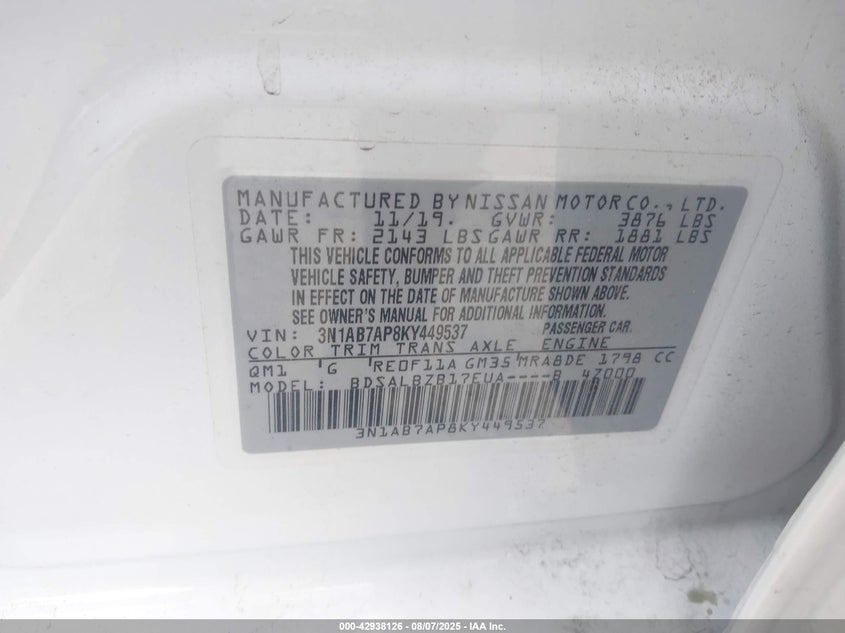 MANUFACTURED BY NISSAN MOTOR CO., LTD.
DATE: 11/19. GVWR: 3876 LBS
GAWR FR: 2143 LBS GAWR RR: 1881 LBS
THIS VEHICLE CONFORMS TO ALL APPLICABLE FEDERAL MOTOR
VEHICLE SAFETY, BUMPER AND THEFT PREVENTION STANDARDS
IN EFFECT ON THE DATE OF MANUFACTURE SHOWN ABOVE.
SEE OWNER'S MANUAL FOR ADDITIONAL INFORMATION.
VIN: 3N1AB7AP8KY449537 PASSENGER CAR.
COLOR TRIM TRANS AXLE ENGINE
QM1 G RE0F11A GM35 MRA8DE 1798 CC
MODEL: BDSALBZB17EUA----B 4Z000
3N1AB7AP8KY449537
000-42938126 - 08/07/2025 - IAA Inc.